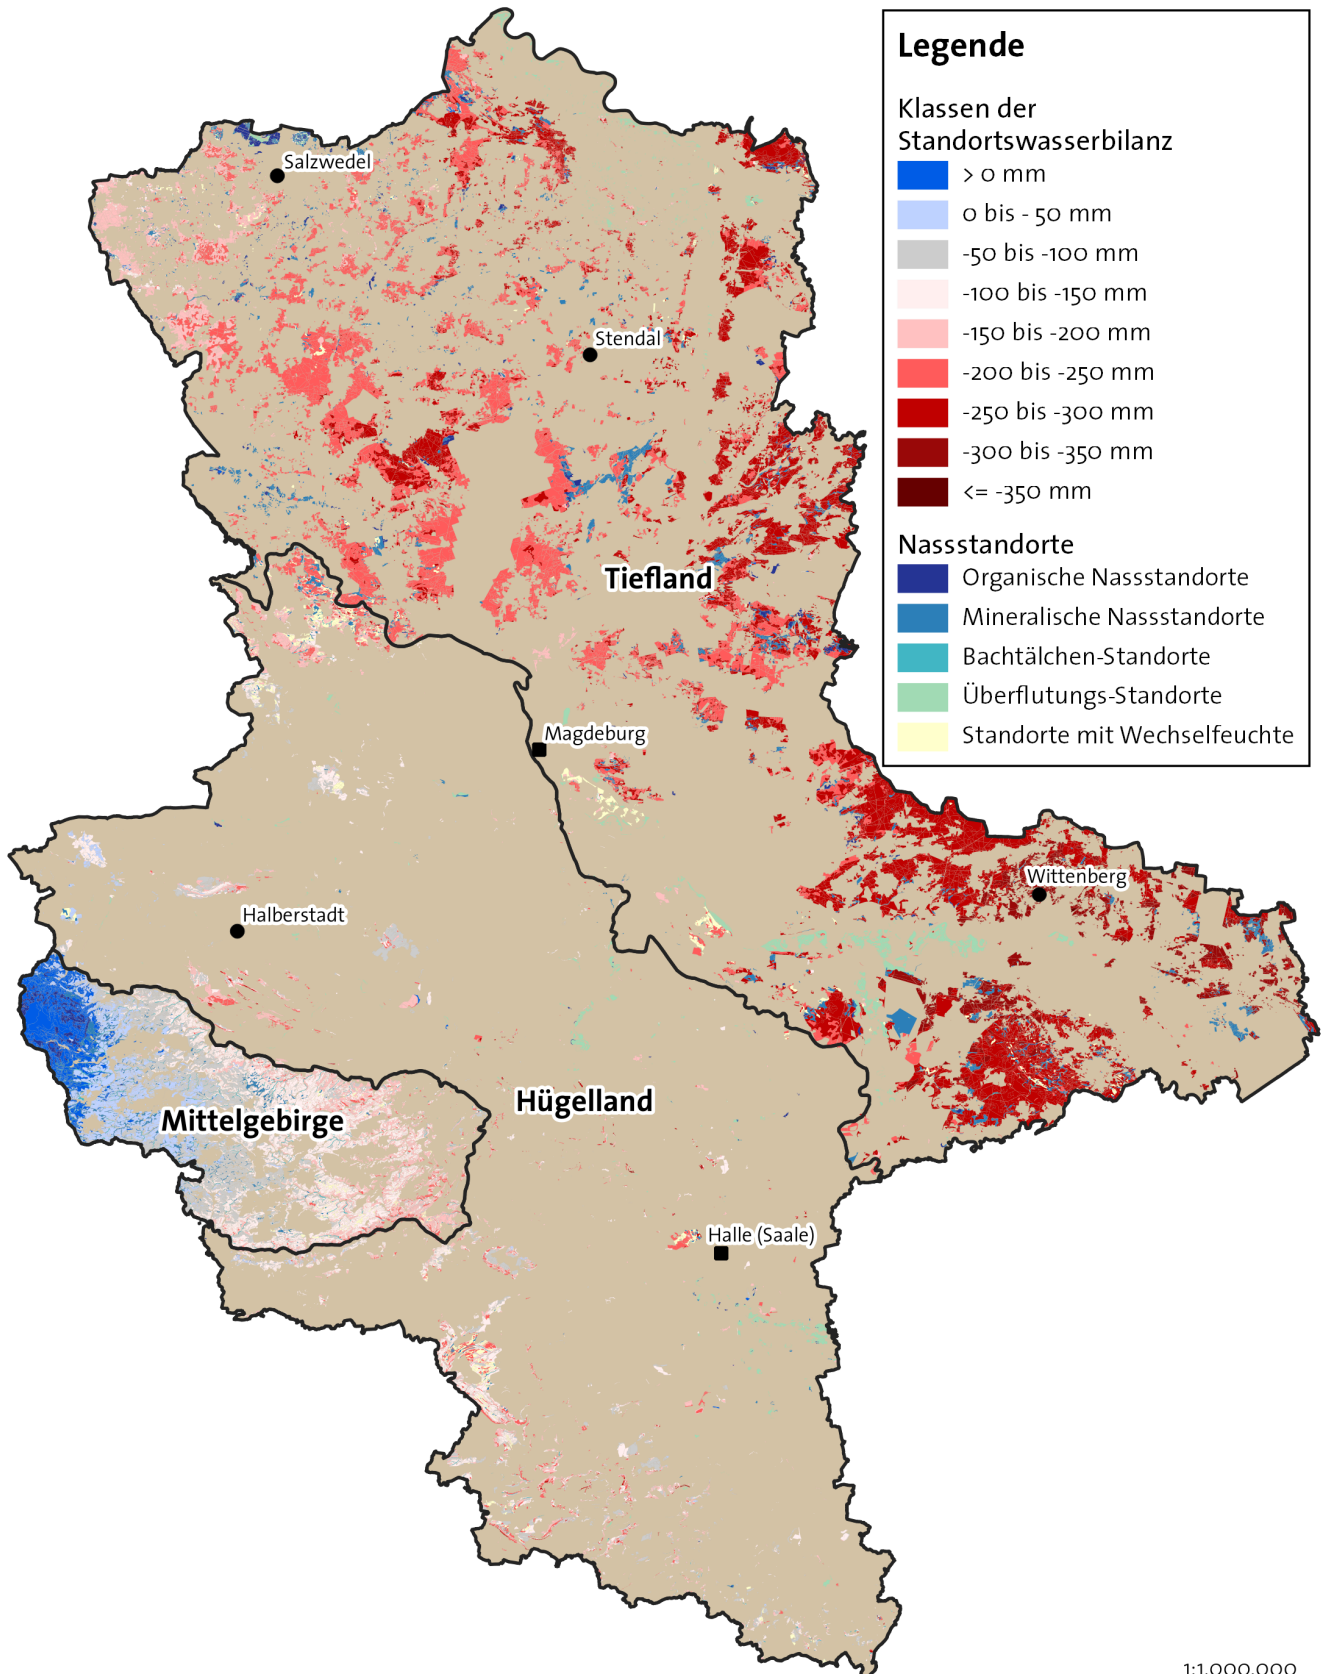 Legende
Klassen der
Standortswasserbilanz
> 0 mm
0 bis - 50 mm
-50 bis -100 mm
-100 bis -150 mm
-150 bis -200 mm
-200 bis -250 mm
-250 bis -300 mm
-300 bis -350 mm
<= -350 mm
Nassstandorte
Organische Nassstandorte
Mineralische Nassstandorte
Bachtälchen-Standorte
Überflutungs-Standorte
Standorte mit Wechselfeuchte
Salzwedel
Stendal
Tiefland
Magdeburg
Wittenberg
Halberstadt
Hügelland
Mittelgebirge
Halle (Saale)
1:1.000.000